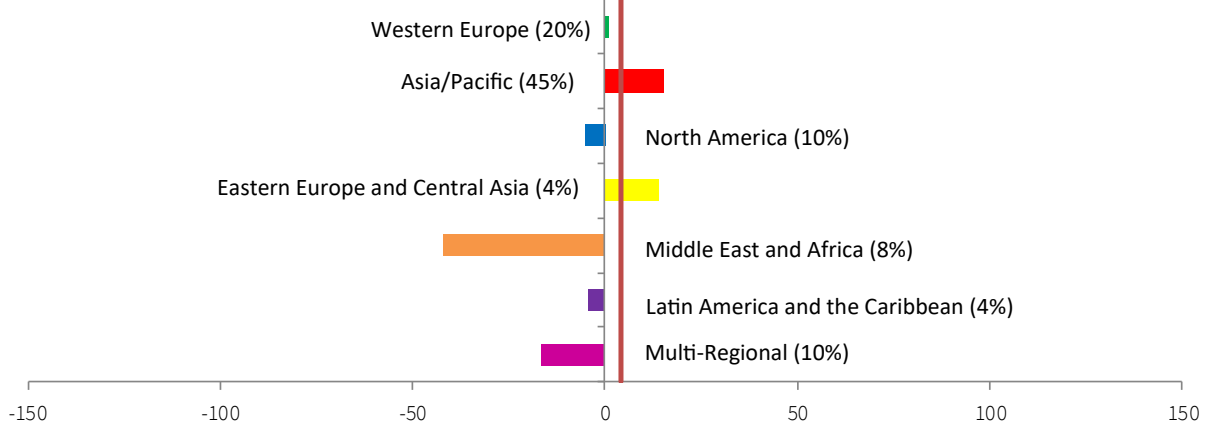 Western Europe (20%)
Asia/Pacific (45%)
North America (10%)
Eastern Europe and Central Asia (4%)
Middle East and Africa (8%)
Latin America and the Caribbean (4%)
Multi-Regional (10%)
-150 -100 -50 0 50 100 150